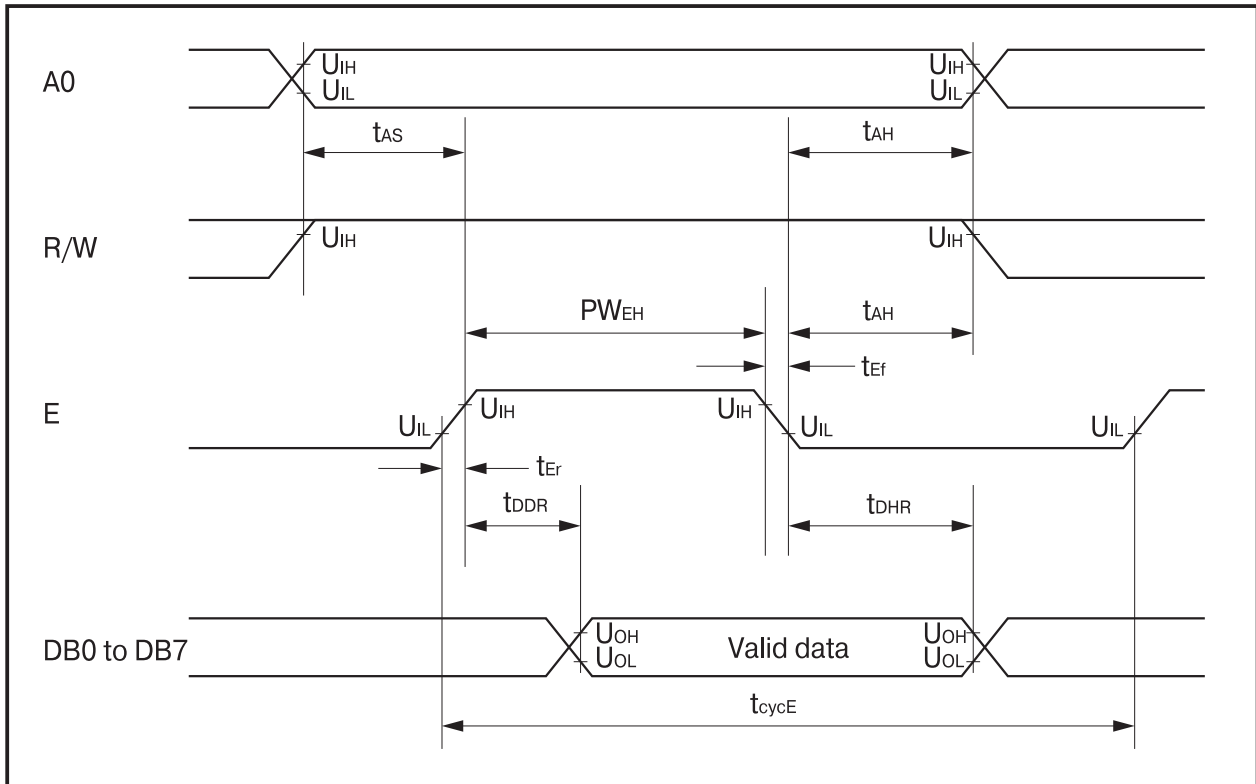 A0
UIH
UIL
UIH
UIL
tAS
tAH
R/W
UIH
UIH
PWEH
tAH
tEf
E
UIL
UIH
UIH
UIL
UIL
tEr
tDDR
tDHR
DB0 to DB7
UOH
UOL
Valid data
UOH
UOL
tcycE